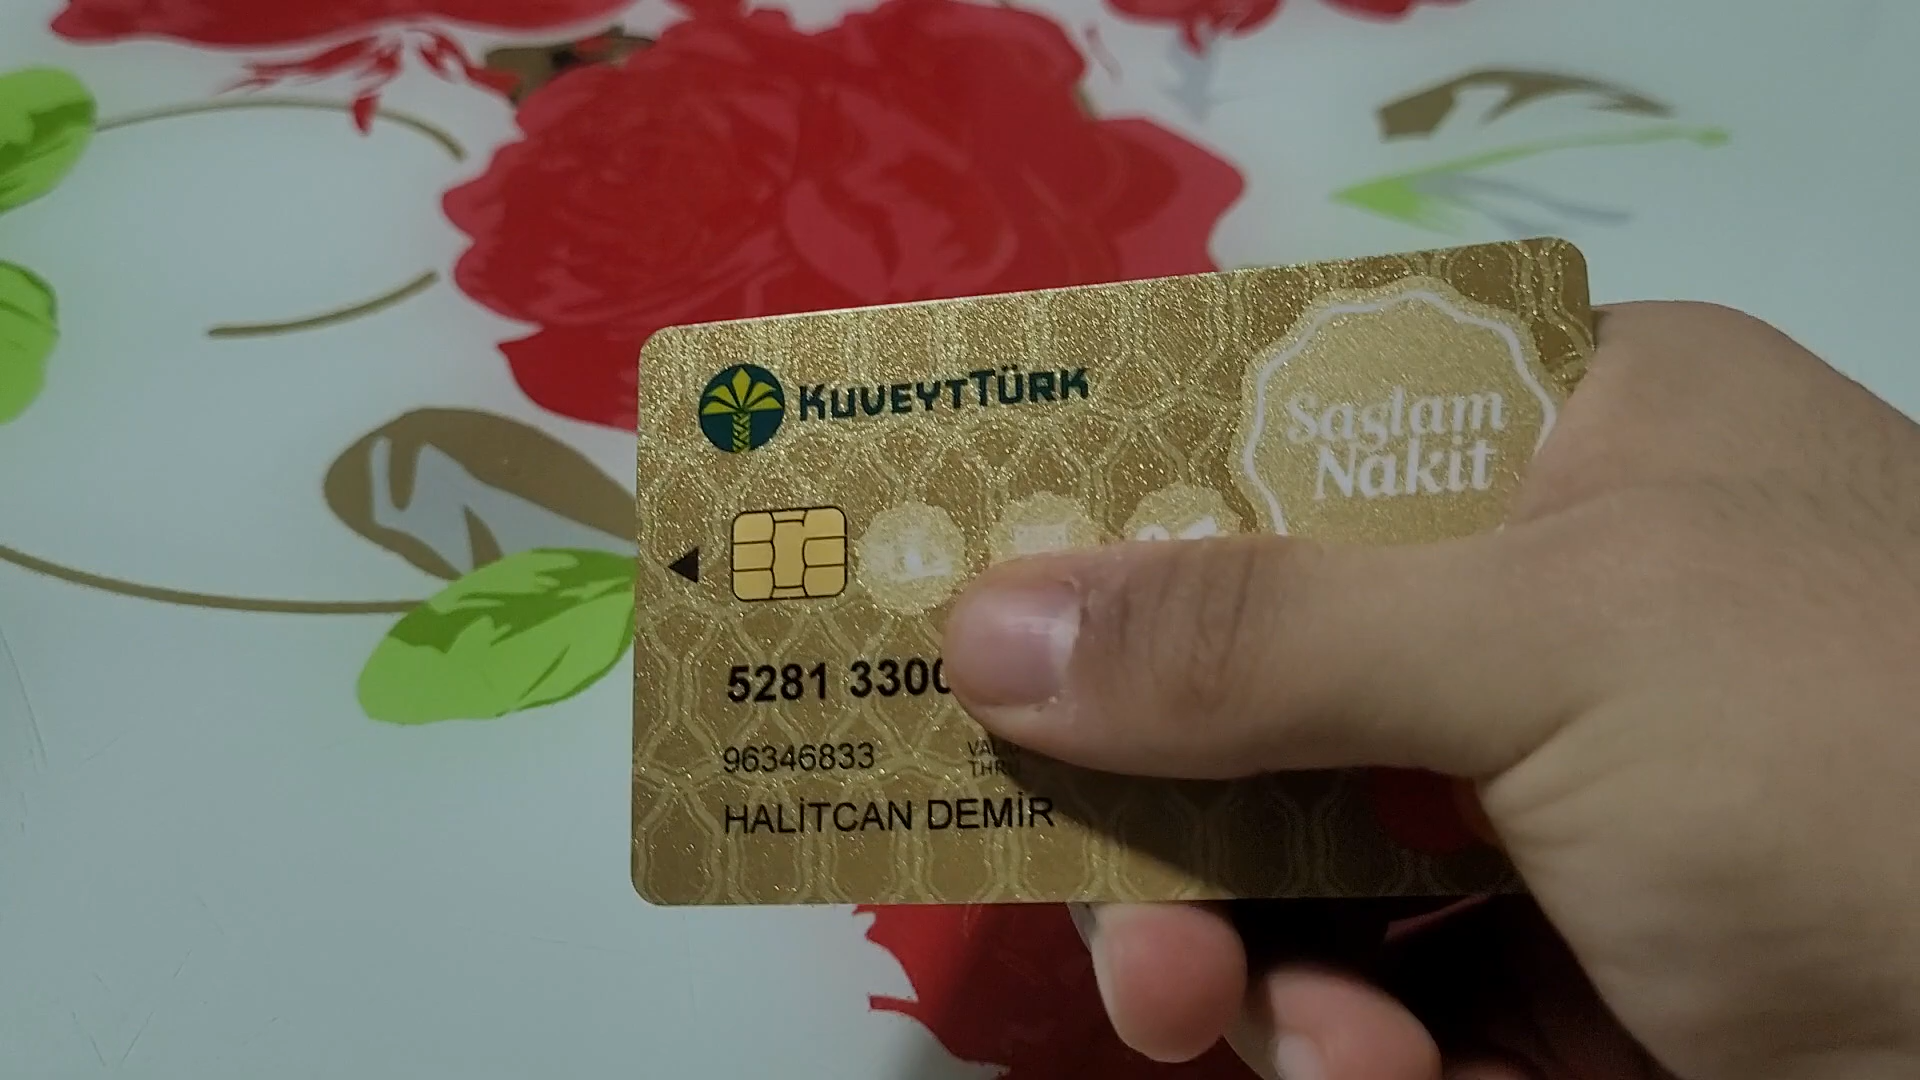 KUVEYTTÜRK
Saglam
Nakit
5281 3300
96346833
HALİTCAN DEMİR